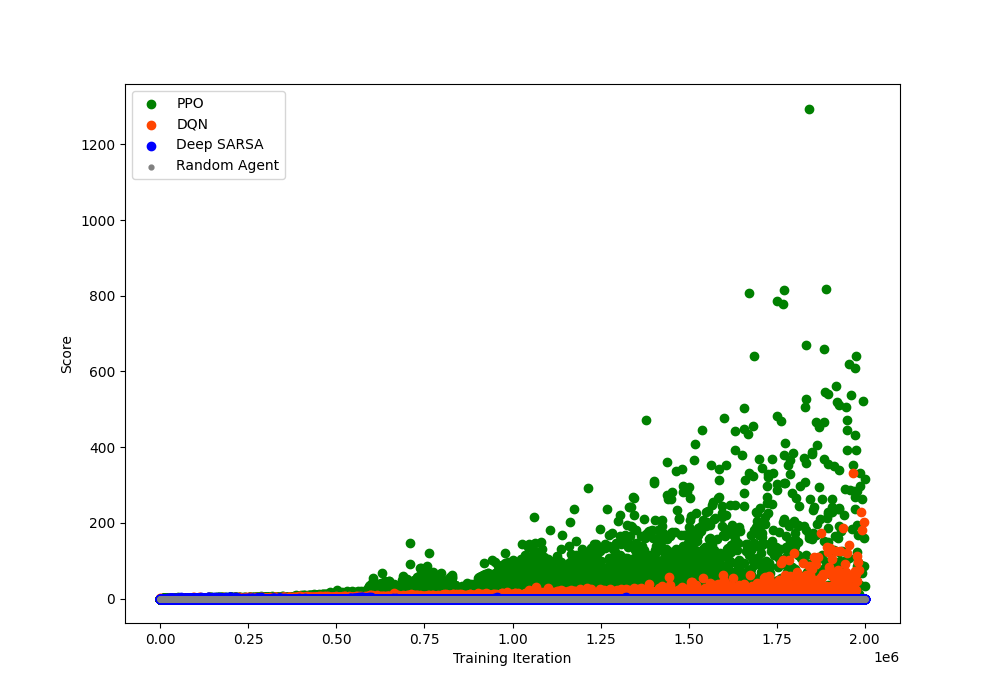 PPO
DQN
Deep SARSA
Random Agent
1200
1000
800
600
400
200
0
Score
0.00 0.25 0.50 0.75 1.00 1.25 1.50 1.75 2.00
1e6
Training Iteration